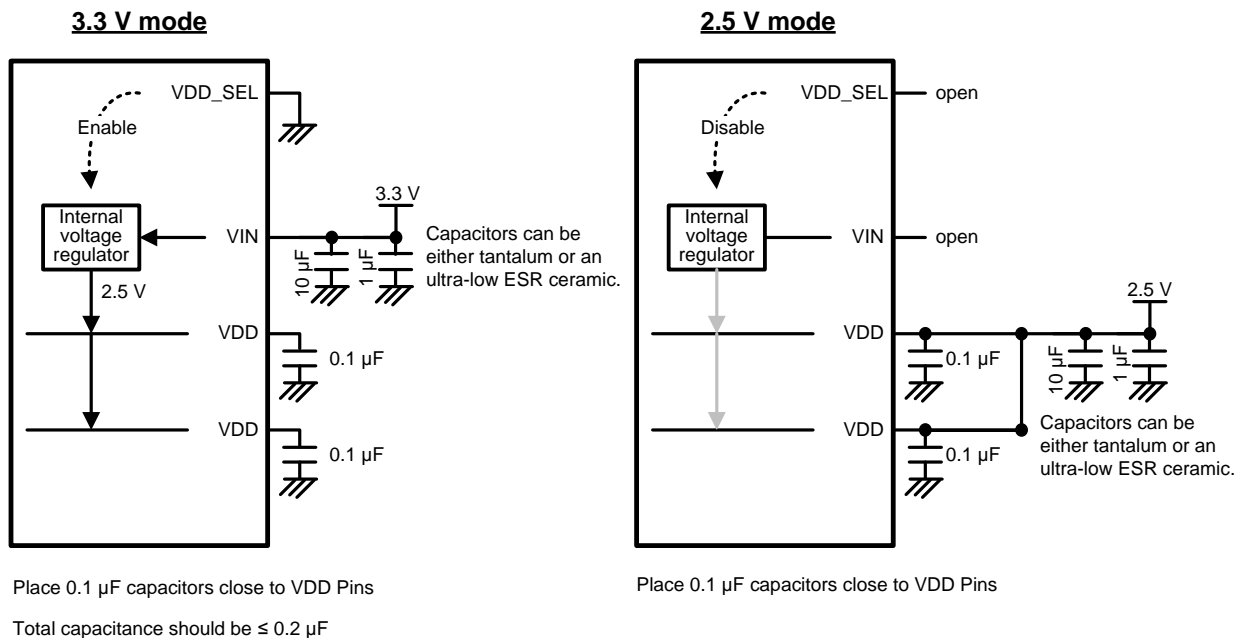 3.3 V mode
VDD_SEL
Enable
3.3 V
Internal
voltage
regulator
VIN
10 µF
1 µF
Capacitors can be
either tantalum or an
ultra-low ESR ceramic.
2.5 V
VDD
0.1 µF
VDD
0.1 µF
Place 0.1 µF capacitors close to VDD Pins
Total capacitance should be ≤ 0.2 µF
2.5 V mode
VDD_SEL
open
Disable
Internal
voltage
regulator
VIN
open
2.5 V
VDD
0.1 µF
10 µF
1 µF
VDD
0.1 µF
Capacitors can be
either tantalum or an
ultra-low ESR ceramic.
Place 0.1 µF capacitors close to VDD Pins